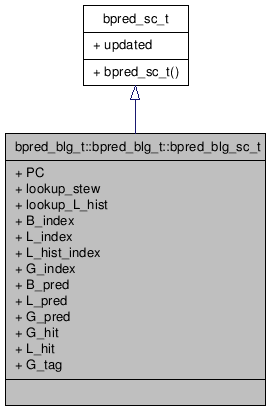 bpred_sc_t
+ updated
+ bpred_sc_t()
bpred_blg_t::bpred_blg_t::bpred_blg_sc_t
+ PC
+ lookup_stew
+ lookup_L_hist
+ B_index
+ L_index
+ L_hist_index
+ G_index
+ B_pred
+ L_pred
+ G_pred
+ G_hit
+ L_hit
+ G_tag